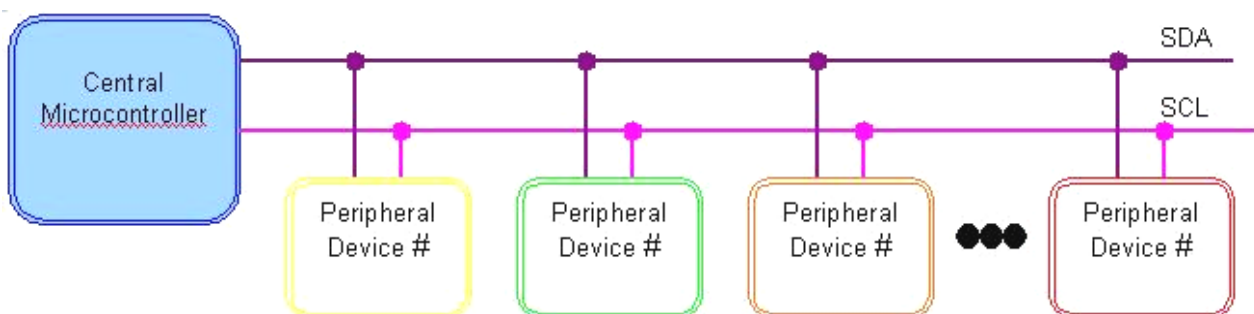 SDA
Central
Microcontroller
SCL
Peripheral
Device #
Peripheral
Device #
Peripheral
Device #
Peripheral
Device #